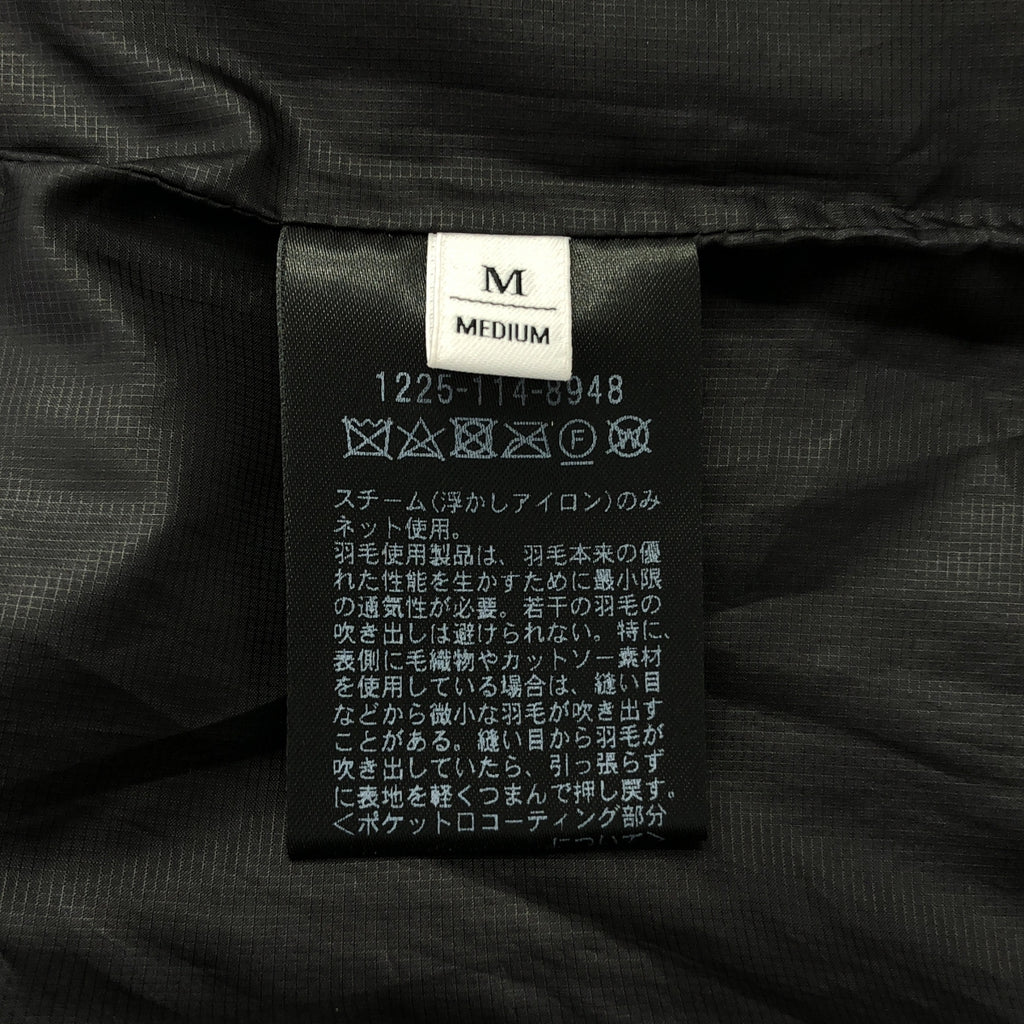 M
MEDIUM
1225-114-8948
F
W
スチーム(浮かしアイロン)のみ
ネット使用。
羽毛使用製品は、羽毛本来の優
れた性能を生かすために最小限
の通気性が必要。若干の羽毛の
吹き出しは避けられない。特に、
表側に毛織物やカットソー素材
を使用している場合は、縫い目
などから微小な羽毛が吹き出す
ことがある。縫い目から羽毛が
吹き出していたら、引っ張らず
に表地を軽くつまんで押し戻す。
<ポケット口コーティング部分
について>